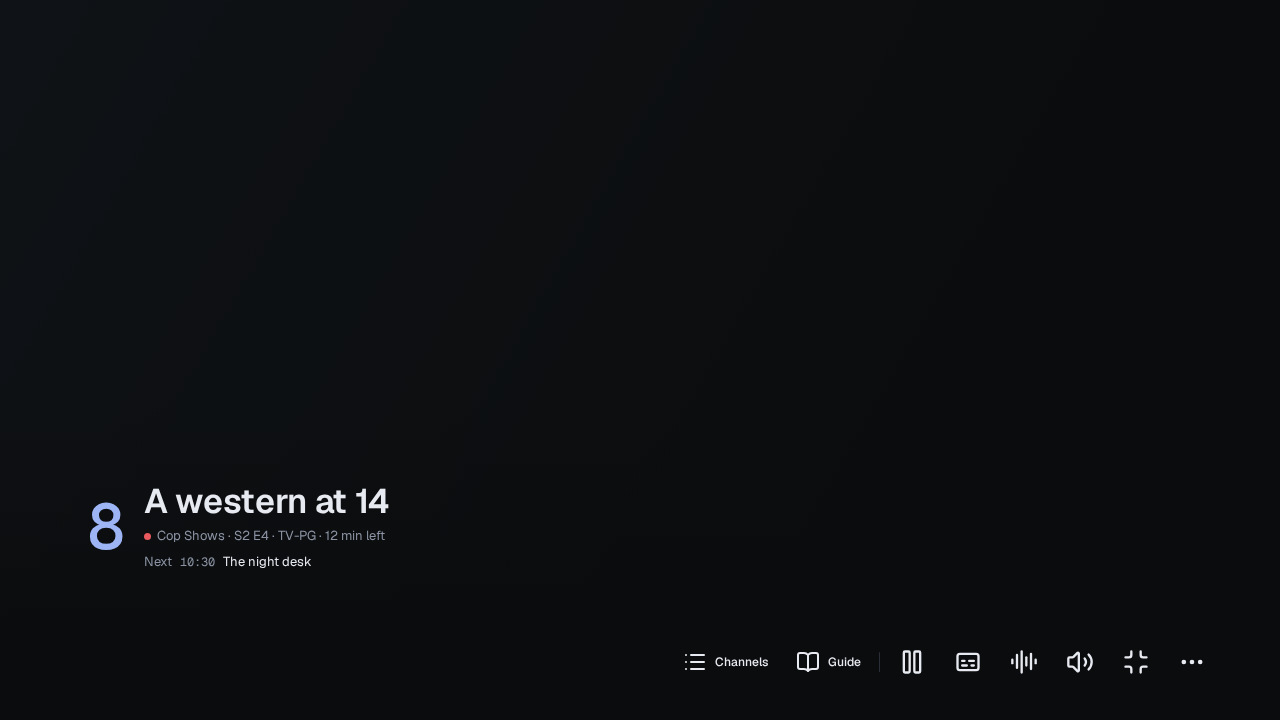 8
A western at 14
Cop Shows · S2 E4 · TV-PG · 12 min left
Next 10:30 The night desk
Channels Guide